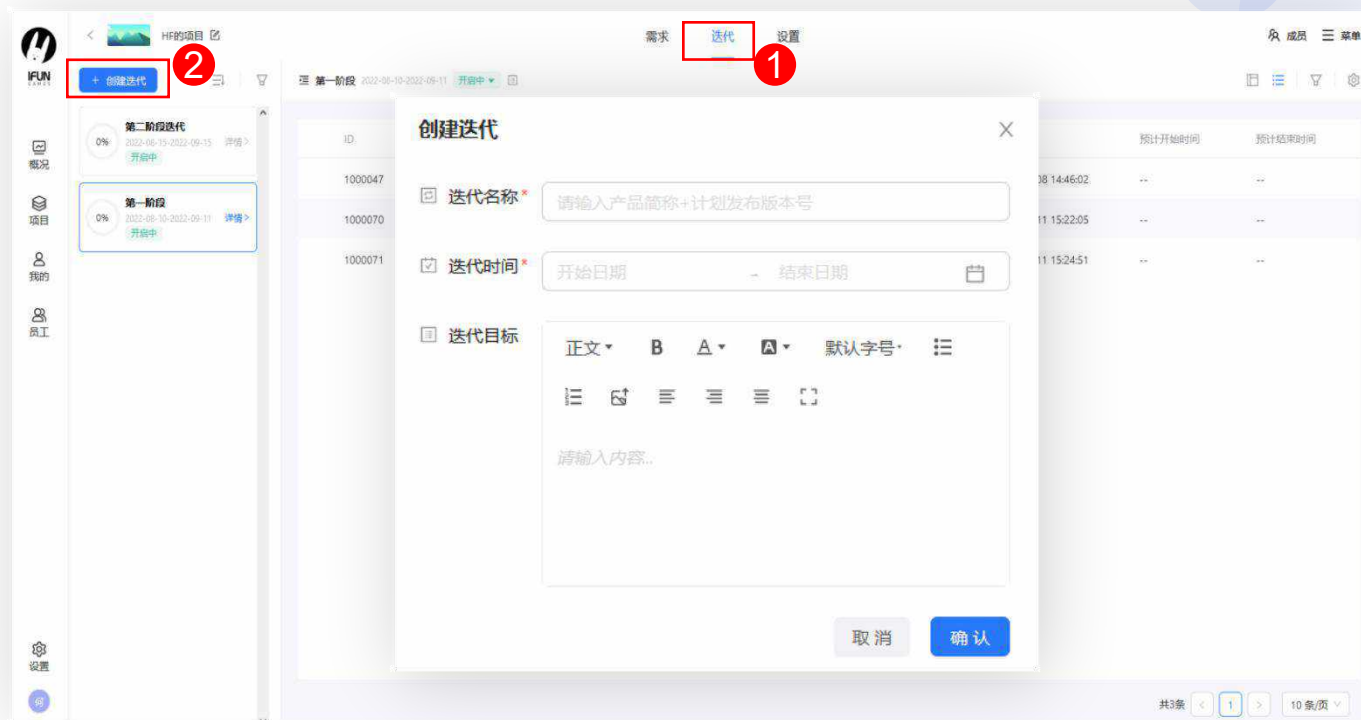 HF的项目
需求
迭代
设置
成员
菜单
1
2
IFUN
GAMES
+ 创建迭代
第一阶段 2022-08-10-2022-09-11 开启中
第二阶段迭代
0%
详情>
开启中
第一阶段
0% 2022-08-10-2022-09-11 详情>
开启中
概况
项目
我的
员工
设置
ID
预计开始时间
预计结束时间
1000047
08 14:46:02
--
--
1000070
11 15:22:05
--
--
1000071
11 15:24:51
--
--
创建迭代
迭代名称*
请输入产品简称+计划发布版本号
迭代时间*
开始日期
→
结束日期
迭代目标
正文
B
A
A
默认字号
请输入内容...
取消
确认
共3条
<
1
>
10 条/页